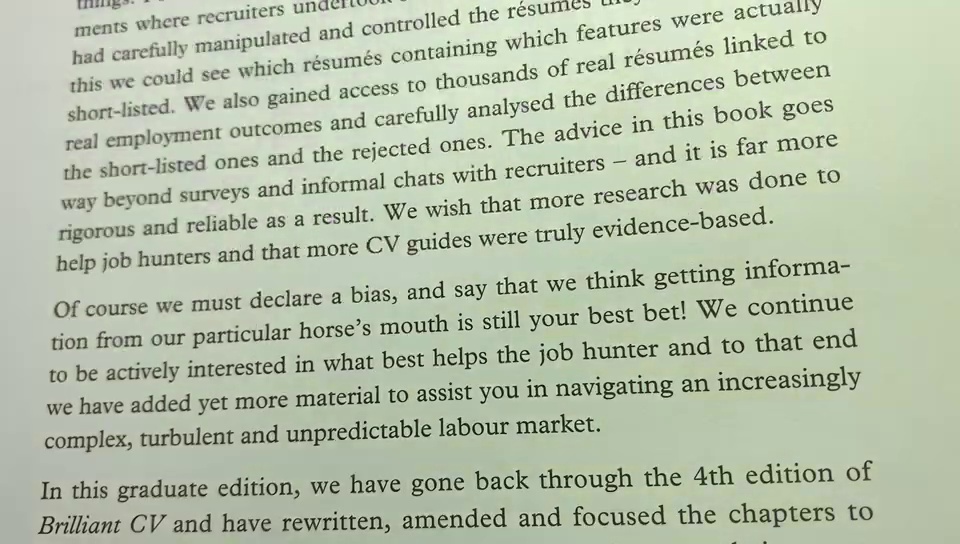 things.
ments where recruiters undertook
had carefully manipulated and controlled the résumés they
this we could see which résumés containing which features were actually
short-listed. We also gained access to thousands of real résumés linked to
real employment outcomes and carefully analysed the differences between
the short-listed ones and the rejected ones. The advice in this book goes
way beyond surveys and informal chats with recruiters – and it is far more
rigorous and reliable as a result. We wish that more research was done to
help job hunters and that more CV guides were truly evidence-based.
Of course we must declare a bias, and say that we think getting informa-
tion from our particular horse's mouth is still your best bet! We continue
to be actively interested in what best helps the job hunter and to that end
we have added yet more material to assist you in navigating an increasingly
complex, turbulent and unpredictable labour market.
In this graduate edition, we have gone back through the 4th edition of
Brilliant CV and have rewritten, amended and focused the chapters to